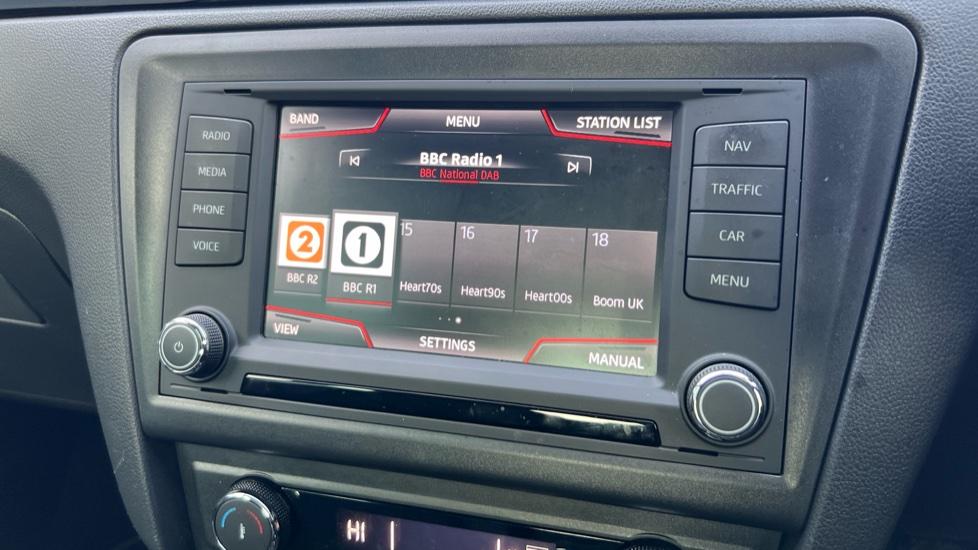 RADIO
MEDIA
PHONE
VOICE
BAND
MENU
STATION LIST
BBC Radio 1
BBC National DAB
2
BBC R2
1
BBC R1
15
Heart70s
16
Heart90s
17
Heart00s
18
Boom UK
VIEW
SETTINGS
MANUAL
NAV
TRAFFIC
CAR
MENU
HI